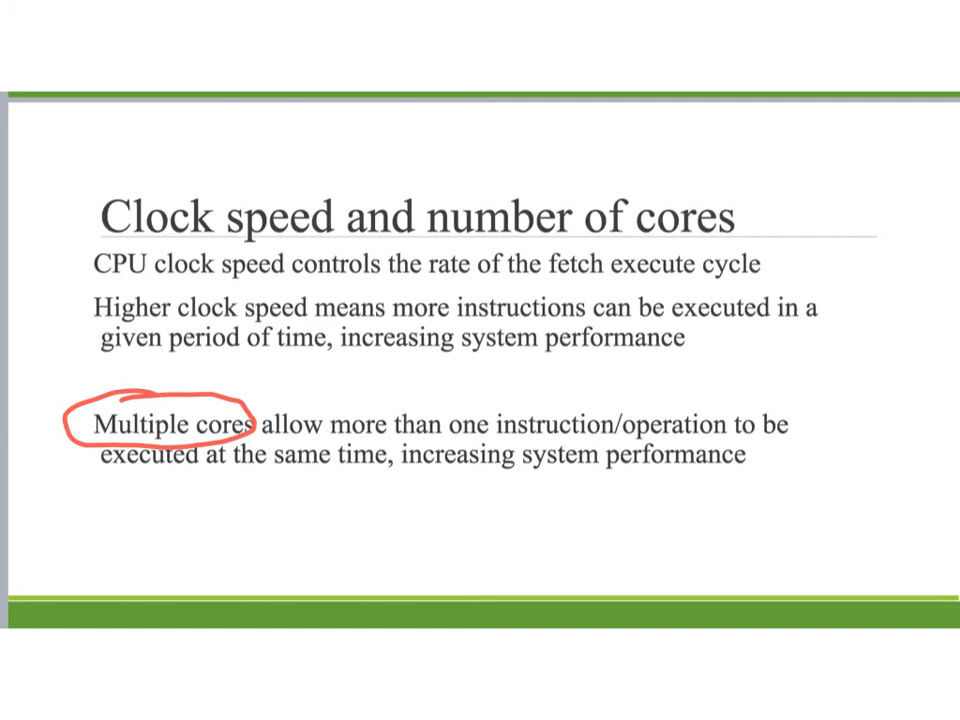 Clock speed and number of cores
CPU clock speed controls the rate of the fetch execute cycle
Higher clock speed means more instructions can be executed in a
given period of time, increasing system performance
Multiple cores allow more than one instruction/operation to be
executed at the same time, increasing system performance